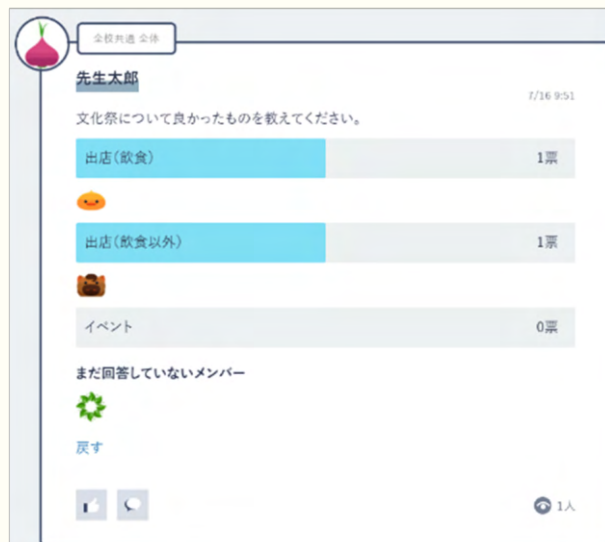 全校共通 全体
先生太郎
7/16 9:51
文化祭について良かったものを教えてください。
出店（飲食） 1票
出店（飲食以外） 1票
イベント 0票
まだ回答していないメンバー
戻す
1人